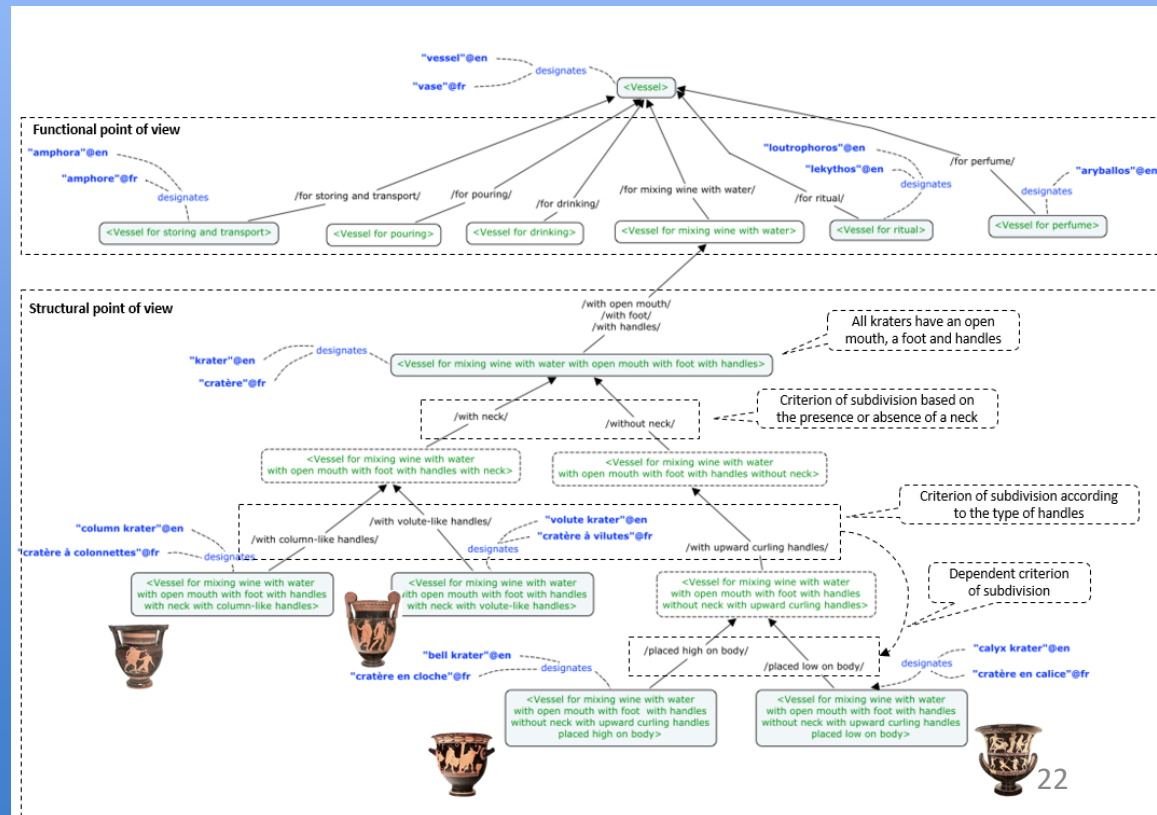 "vessel"@en
designates
"vase"@fr
<Vessel>
Functional point of view
"amphora"@en
"amphore"@fr
designates
/for storing and transport/
/for pouring/
/for drinking/
/for mixing wine with water/
"loutrophoros"@en
"lekythos"@en
designates
/for ritual/
/for perfume/
"aryballos"@en
designates
<Vessel for storing and transport>
<Vessel for pouring>
<Vessel for drinking>
<Vessel for mixing wine with water>
<Vessel for ritual>
<Vessel for perfume>
Structural point of view
/with open mouth/
/with foot/
/with handles/
All kraters have an open
mouth, a foot and handles
"krater"@en
designates
"cratère"@fr
<Vessel for mixing wine with water with open mouth with foot with handles>
/with neck/
/without neck/
Criterion of subdivision based on
the presence or absence of a neck
<Vessel for mixing wine with water
with open mouth with foot with handles with neck>
<Vessel for mixing wine with water
with open mouth with foot with handles without neck>
Criterion of subdivision according
to the type of handles
"column krater"@en
"cratère à colonnettes"@fr
designates
/with column-like handles/
/with volute-like handles/
"volute krater"@en
"cratère à vilutes"@fr
designates
/with upward curling handles/
<Vessel for mixing wine with water
with open mouth with foot with handles
with neck with column-like handles>
<Vessel for mixing wine with water
with open mouth with foot with handles
with neck with volute-like handles>
<Vessel for mixing wine with water
with open mouth with foot with handles
without neck with upward curling handles>
Dependent criterion
of subdivision
/placed high on body/
/placed low on body/
"bell krater"@en
designates
"cratère en cloche"@fr
"calyx krater"@en
designates
"cratère en calice"@fr
<Vessel for mixing wine with water
with open mouth with foot with handles
without neck with upward curling handles
placed high on body>
<Vessel for mixing wine with water
with open mouth with foot with handles
without neck with upward curling handles
placed low on body>
22